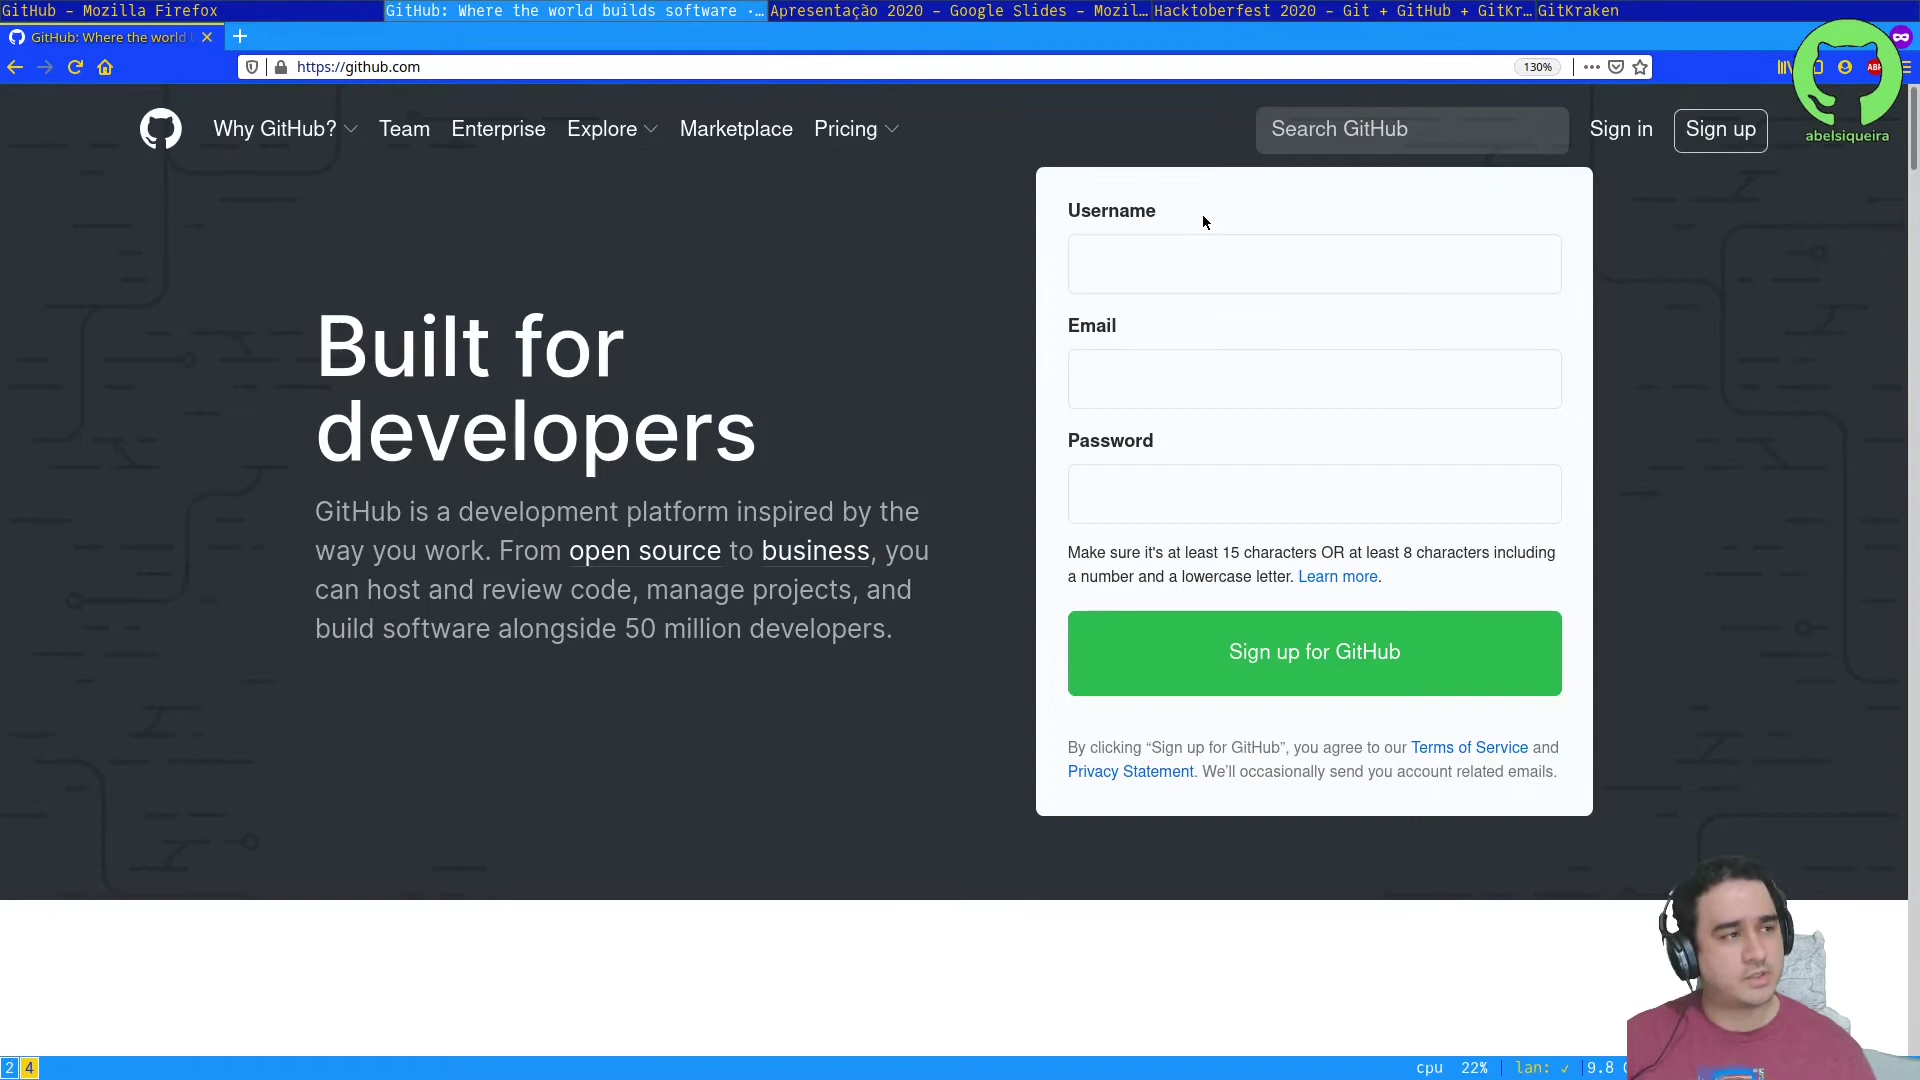 GitHub - Mozilla Firefox
GitHub: Where the world builds software ·…
Apresentação 2020 - Google Slides - Mozil…
Hacktoberfest 2020 - Git + GitHub + GitKr…
GitKraken
GitHub: Where the world
https://github.com
130%
ABP
abelsiqueira
Why GitHub?
Team
Enterprise
Explore
Marketplace
Pricing
Search GitHub
Sign in
Sign up
Username
Email
Password
Make sure it's at least 15 characters OR at least 8 characters including
a number and a lowercase letter. Learn more.
Sign up for GitHub
By clicking “Sign up for GitHub”, you agree to our Terms of Service and
Privacy Statement. We’ll occasionally send you account related emails.
Built for
developers
GitHub is a development platform inspired by the
way you work. From open source to business, you
can host and review code, manage projects, and
build software alongside 50 million developers.
2 4
cpu 22% | lan: ✓ |9.8